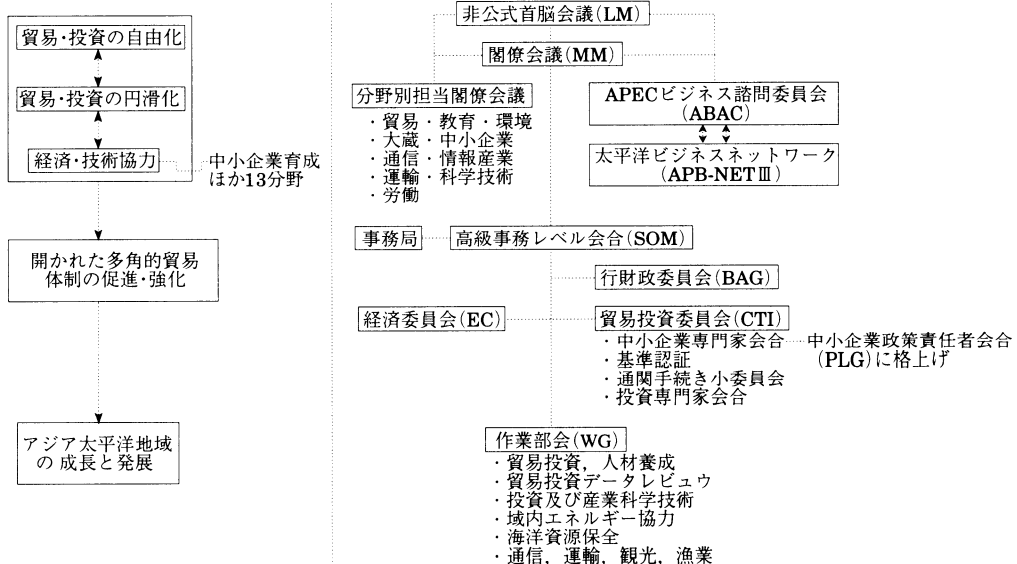 貿易・投資の自由化
貿易・投資の円滑化
経済・技術協力
中小企業育成
ほか13分野
開かれた多角的貿易
体制の促進・強化
アジア太平洋地域
の成長と発展
非公式首脳会議(LM)
閣僚会議(MM)
分野別担当閣僚会議
・貿易・教育・環境
・大蔵・中小企業
・通信・情報産業
・運輸・科学技術
・労働
APECビジネス諮問委員会
(ABAC)
太平洋ビジネスネットワーク
(APB-NETⅢ)
事務局
高級事務レベル会合(SOM)
行財政委員会(BAG)
経済委員会(EC)
貿易投資委員会(CTI)
・中小企業専門家会合
中小企業政策責任者会合
(PLG)に格上げ
・基準認証
・通関手続き小委員会
・投資専門家会合
作業部会(WG)
・貿易投資，人材養成
・貿易投資データレビュウ
・投資及び産業科学技術
・域内エネルギー協力
・海洋資源保全
・通信，運輸，観光，漁業